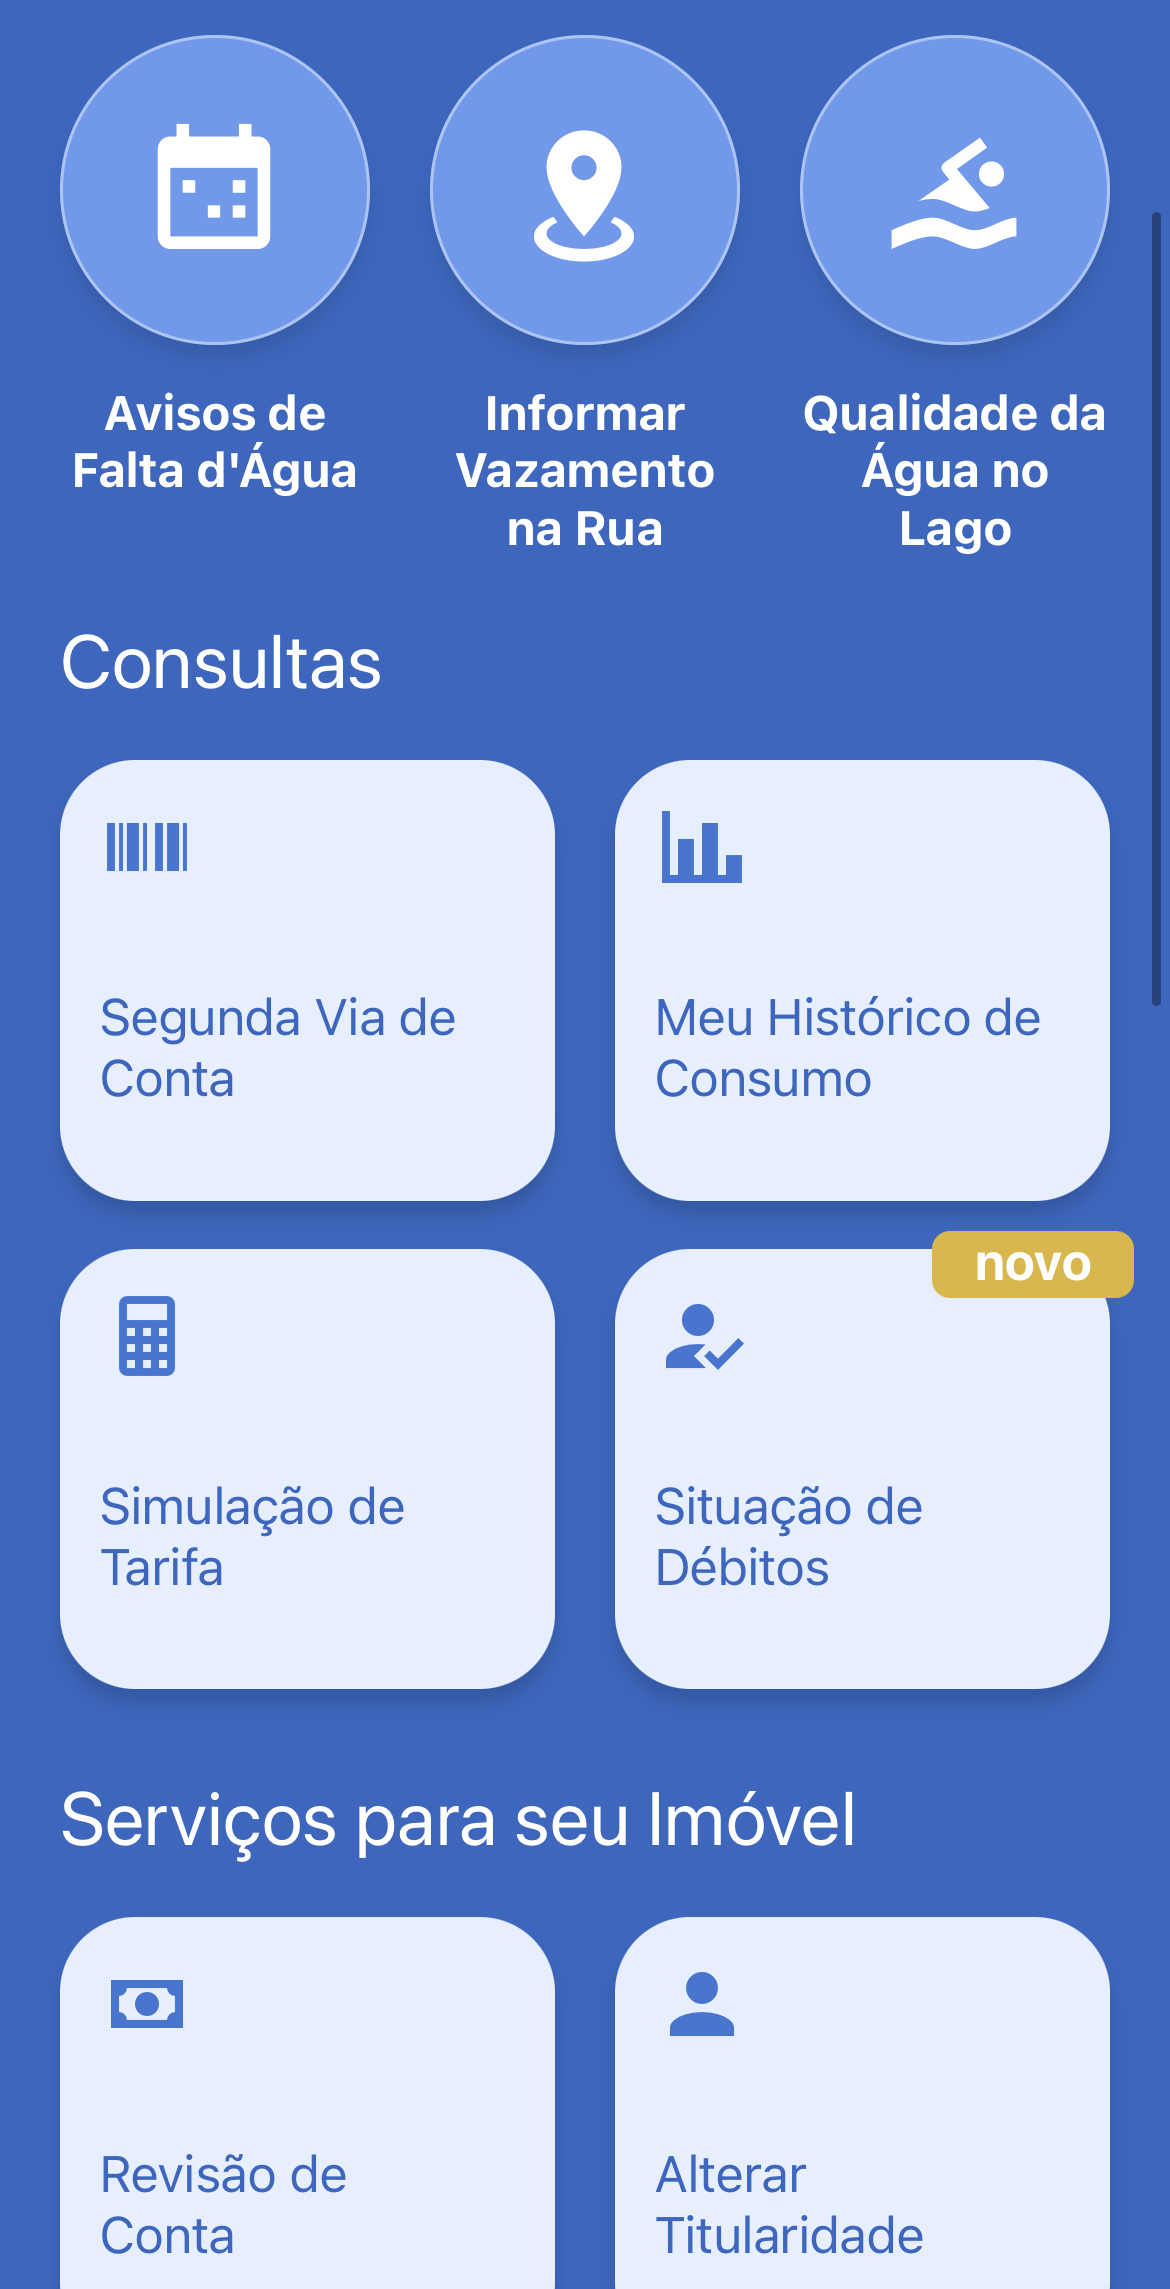 Avisos de
Falta d'Água
Informar
Vazamento
na Rua
Qualidade da
Água no
Lago
Consultas
Segunda Via de
Conta
Meu Histórico de
Consumo
Simulação de
Tarifa
novo
Situação de
Débitos
Serviços para seu Imóvel
Revisão de
Conta
Alterar
Titularidade